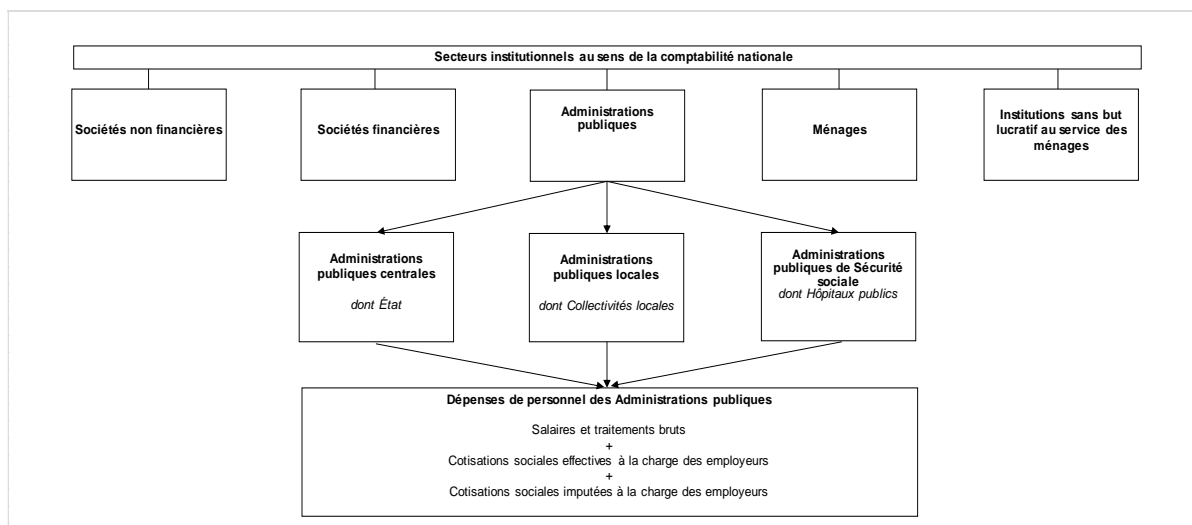 Secteurs institutionnels au sens de la comptabilité nationale
Sociétés non financières
Sociétés financières
Administrations
publiques
Ménages
Institutions sans but
lucratif au service des
ménages
Administrations
publiques centrales
dont État
Administrations
publiques locales
dont Collectivités locales
Administrations
publiques de Sécurité
sociale
dont Hôpitaux publics
Dépenses de personnel des Administrations publiques
Salaires et traitements bruts
+
Cotisations sociales effectives à la charge des employeurs
+
Cotisations sociales imputées à la charge des employeurs